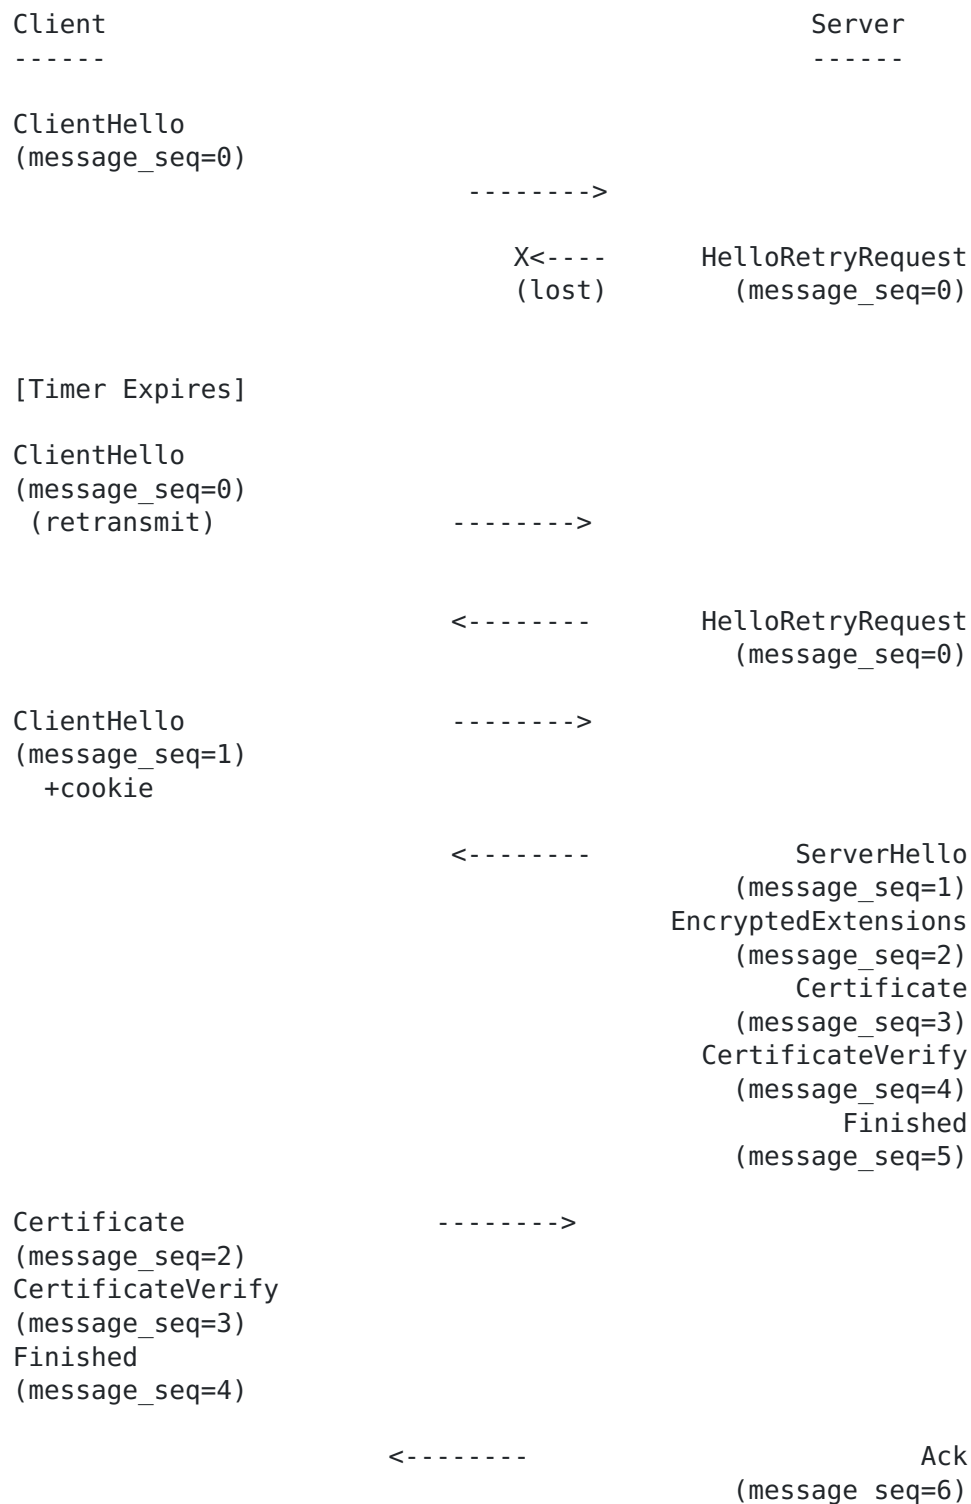 Client                                             Server
------                                             ------
ClientHello
(message_seq=0)
-------->
X<----      HelloRetryRequest
(lost)        (message_seq=0)
[Timer Expires]
ClientHello
(message_seq=0)
(retransmit)               -------->
<--------       HelloRetryRequest
(message_seq=0)
ClientHello                 -------->
(message_seq=1)
+cookie
<--------             ServerHello
(message_seq=1)
EncryptedExtensions
(message_seq=2)
Certificate
(message_seq=3)
CertificateVerify
(message_seq=4)
Finished
(message_seq=5)
Certificate                -------->
(message_seq=2)
CertificateVerify
(message_seq=3)
Finished
(message_seq=4)
<--------                         Ack
(message_seq=6)